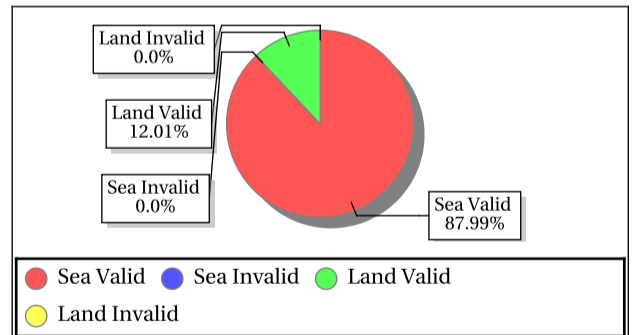 Land Invalid
0.0%
Land Valid
12.01%
Sea Invalid
0.0%
Sea Valid
87.99%
Sea Valid Sea Invalid Land Valid
Land Invalid